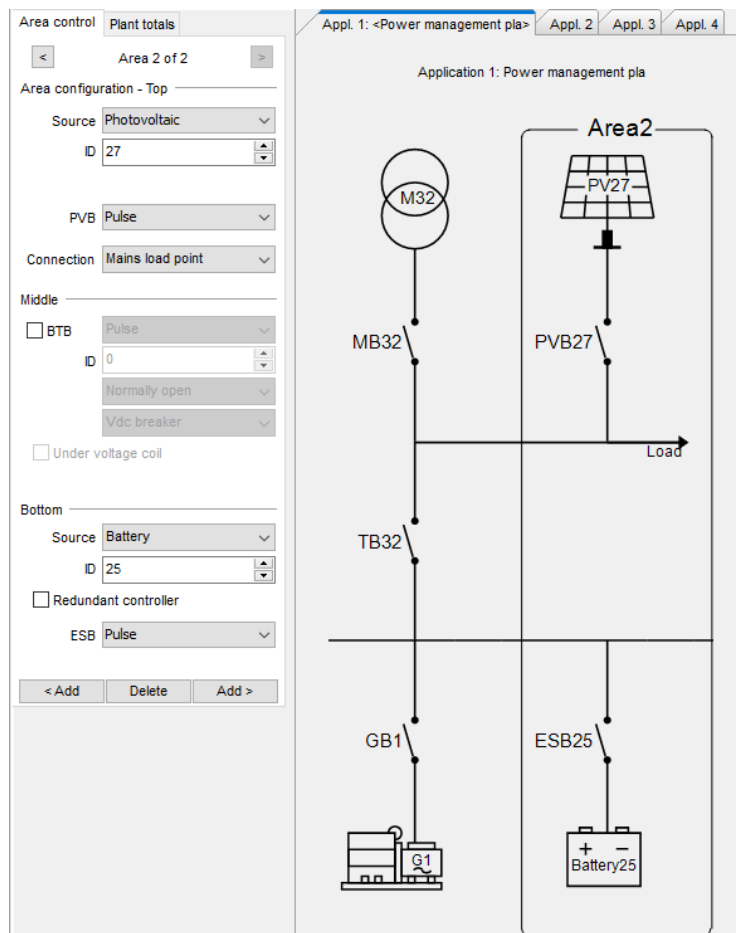 Area control
Plant totals
<
Area 2 of 2
>
Area configuration - Top
Source Photovoltaic
ID 27
PVB Pulse
Connection Mains load point
Middle
BTB Pulse
ID 0
Normally open
Vdc breaker
Under voltage coil
Bottom
Source Battery
ID 25
Redundant controller
ESB Pulse
< Add
Delete
Add >
Appl. 1: <Power management pla>
Appl. 2
Appl. 3
Appl. 4
Application 1: Power management pla
Area2
M32
PV27
MB32
PVB27
Load
TB32
GB1
ESB25
G1
+ −
Battery25